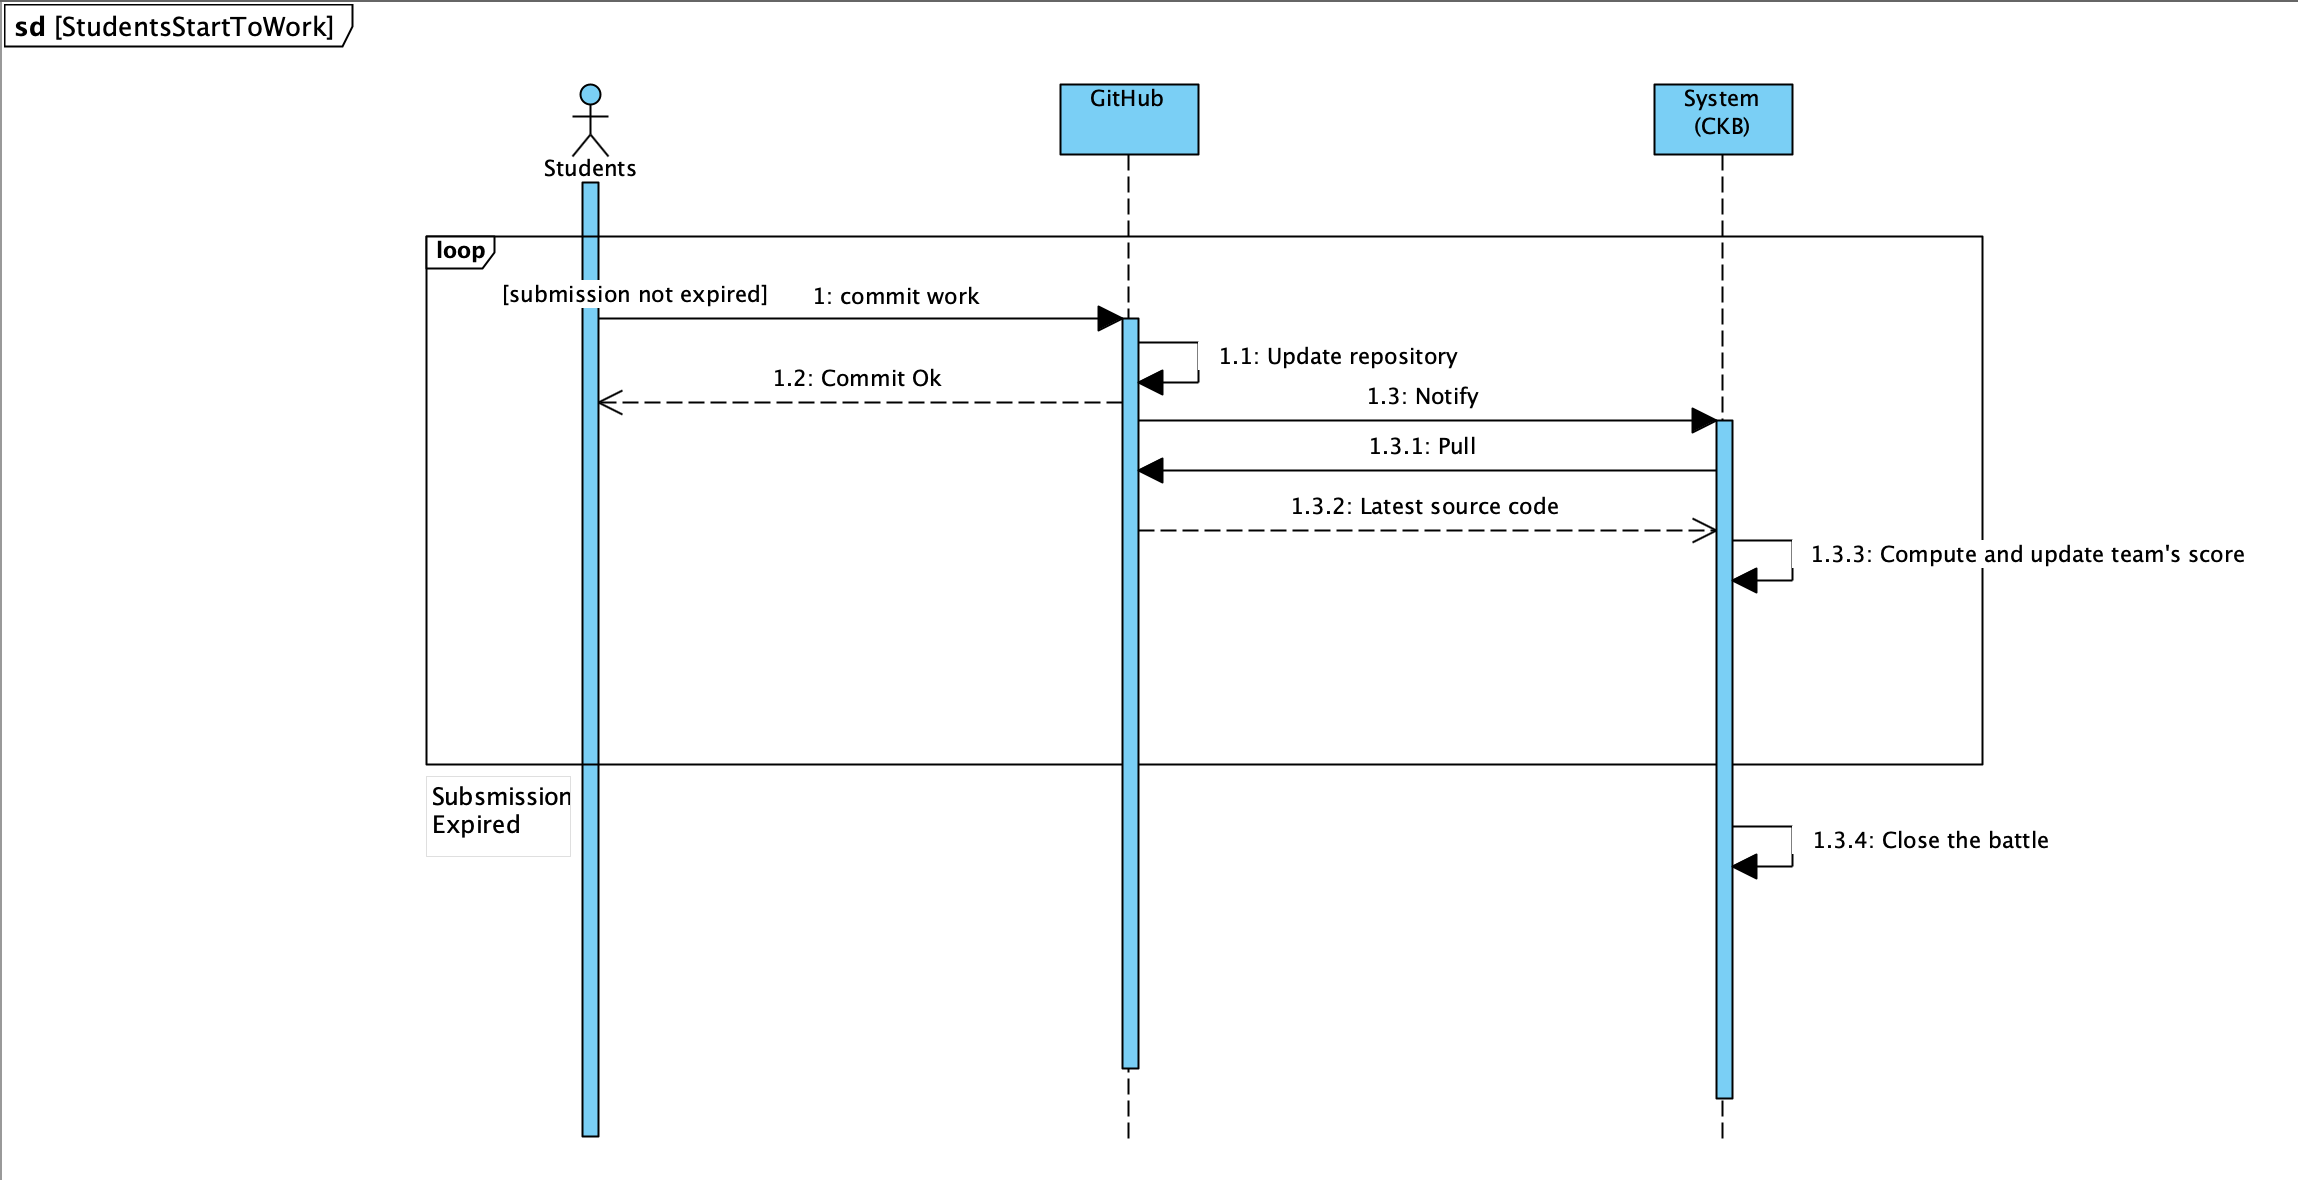 sd [StudentsStartToWork]
GitHub
System
(CKB)
Students
loop
[submission not expired]
1: commit work
1.1: Update repository
1.2: Commit Ok
1.3: Notify
1.3.1: Pull
1.3.2: Latest source code
1.3.3: Compute and update team's score
Subsmission
Expired
1.3.4: Close the battle